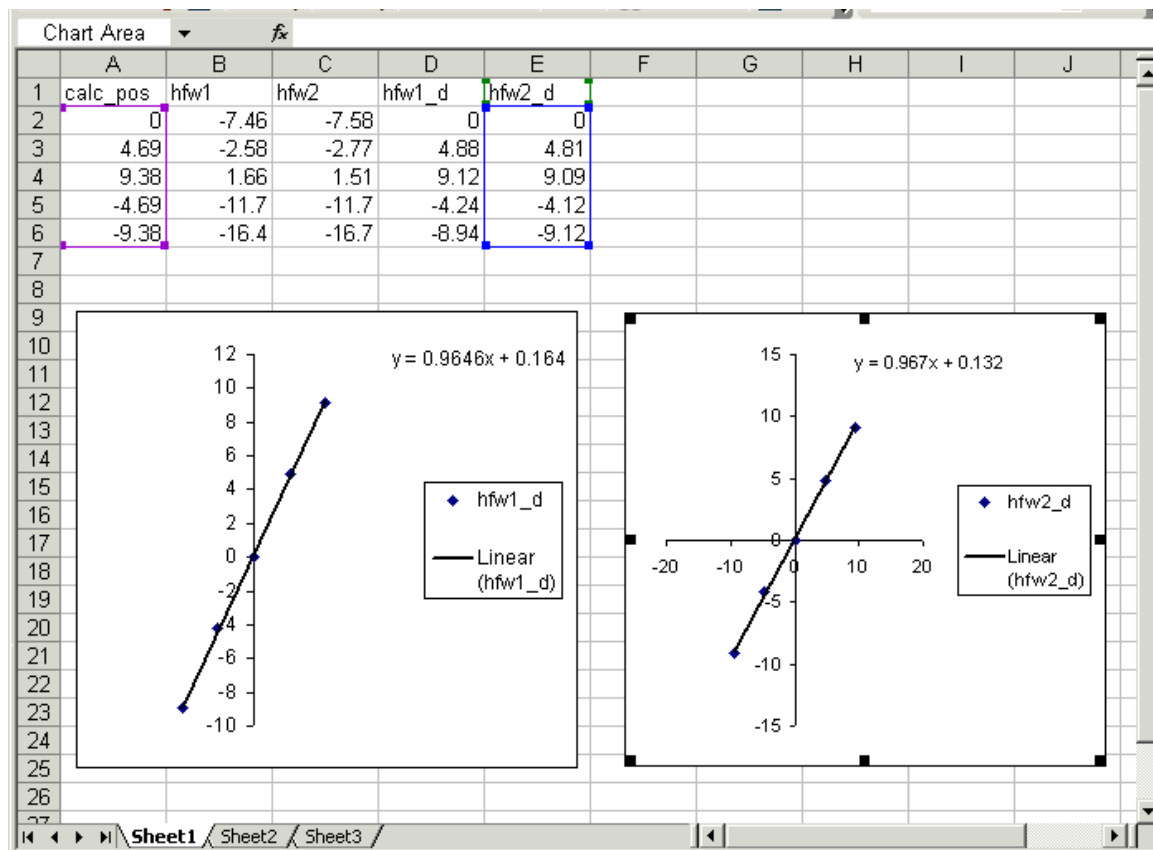 Chart Area fx
A B C D E F G H I J
1 calc_pos hfw1 hfw2 hfw1_d hfw2_d
2 0 -7.46 -7.58 0 0
3 4.69 -2.58 -2.77 4.88 4.81
4 9.38 1.66 1.51 9.12 9.09
5 -4.69 -11.7 -11.7 -4.24 -4.12
6 -9.38 -16.4 -16.7 -8.94 -9.12
7
8
9
10
11
12
13
14
15
16
17
18
19
20
21
22
23
24
25
26
27
y = 0.9646x + 0.164
12
10
8
6
4
2
0
-2
-4
-6
-8
-10
hfw1_d
Linear
(hfw1_d)
y = 0.967x + 0.132
15
10
5
0
-5
-10
-15
-20 -10 0 10 20
hfw2_d
Linear
(hfw2_d)
Sheet1 Sheet2 Sheet3